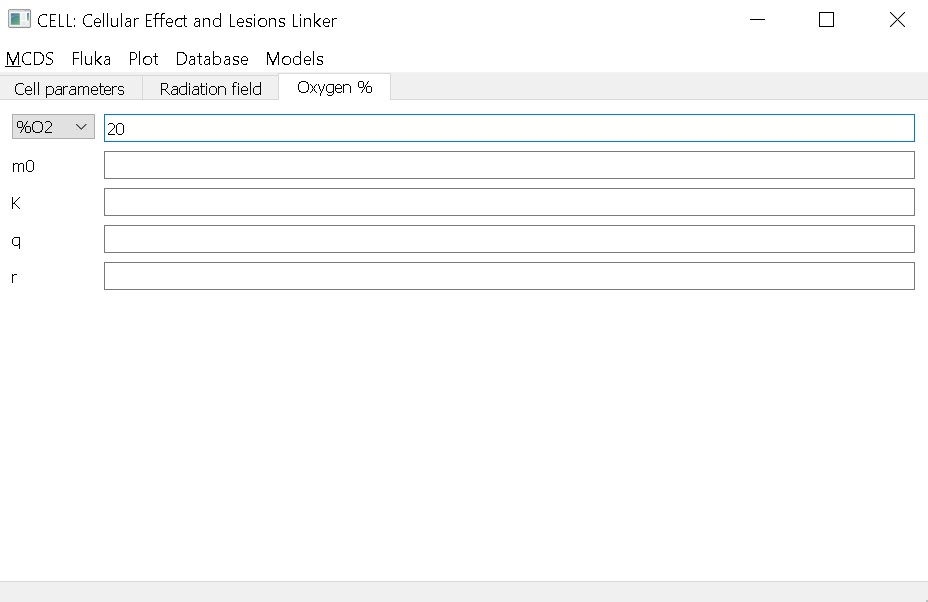 CELL: Cellular Effect and Lesions Linker
MCDS Fluka Plot Database Models
Cell parameters Radiation field Oxygen %
%O2 20
m0
K
q
r